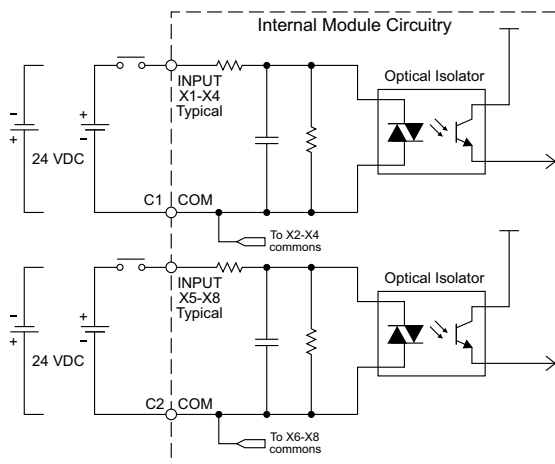 Internal Module Circuitry
INPUT
X1-X4
Typical
Optical Isolator
-
+
+
-
24 VDC
C1
COM
To X2-X4
commons
INPUT
X5-X8
Typical
Optical Isolator
-
+
+
-
24 VDC
C2
COM
To X6-X8
commons